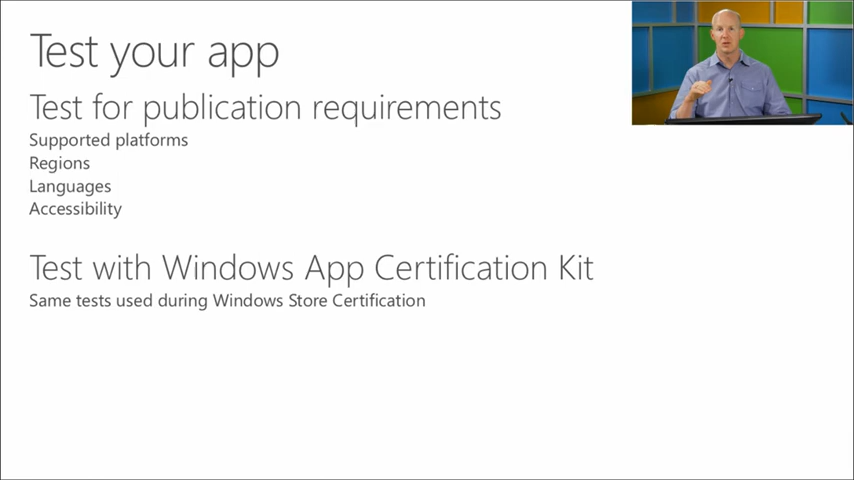 Test your app
Test for publication requirements
Supported platforms
Regions
Languages
Accessibility
Test with Windows App Certification Kit
Same tests used during Windows Store Certification